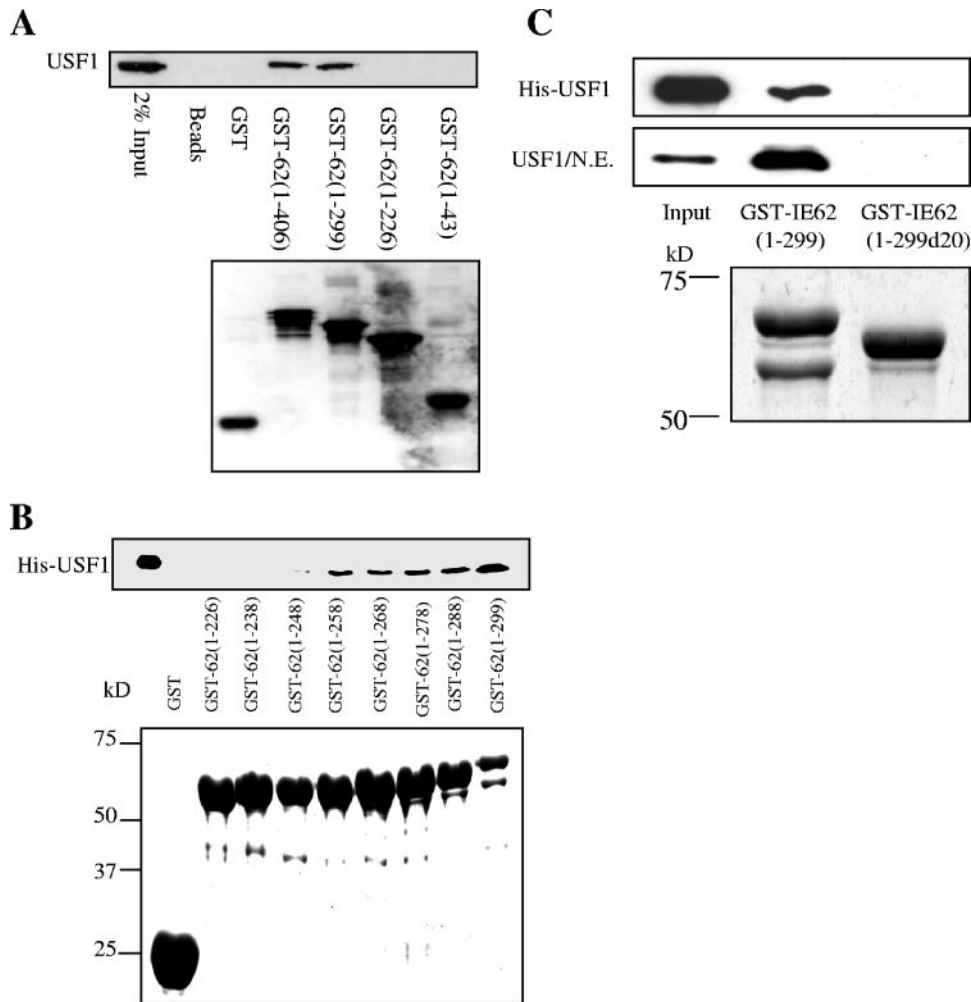 A
USF1
2% Input
Beads
GST
GST-62(1-406)
GST-62(1-299)
GST-62(1-226)
GST-62(1-43)
C
His-USF1
USF1/N.E.
Input
GST-IE62
(1-299)
GST-IE62
(1-299d20)
kD
75
50
B
His-USF1
GST
GST-62(1-226)
GST-62(1-238)
GST-62(1-248)
GST-62(1-258)
GST-62(1-268)
GST-62(1-278)
GST-62(1-288)
GST-62(1-299)
kD
75
50
37
25